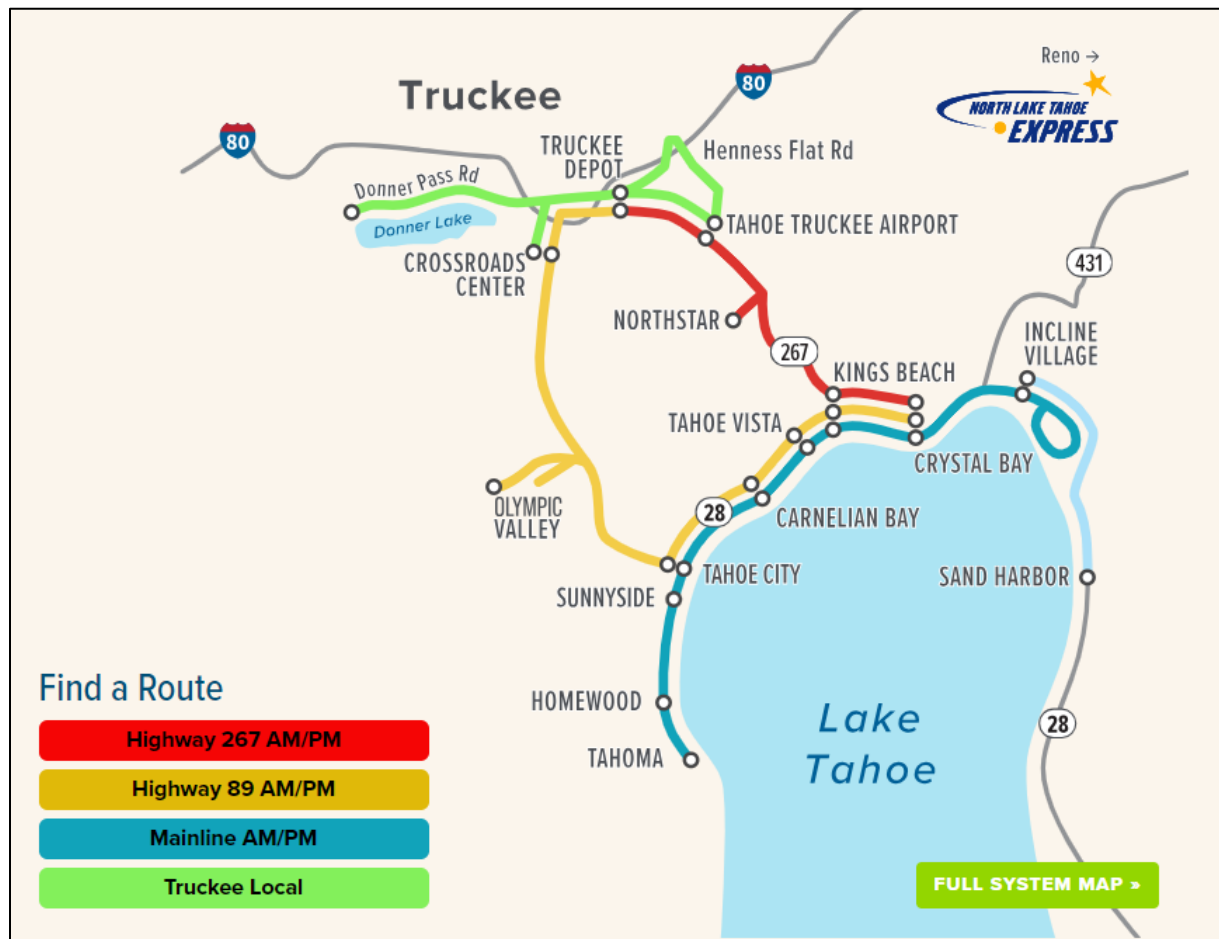 Reno →
80
NORTH LAKE TAHOE
EXPRESS
Truckee
80
TRUCKEE
DEPOT
Henness Flat Rd
Donner Pass Rd
Donner Lake
TAHOE TRUCKEE AIRPORT
CROSSROADS
CENTER
431
NORTHSTAR
267
INCLINE
VILLAGE
KINGS BEACH
TAHOE VISTA
CRYSTAL BAY
OLYMPIC
VALLEY
28
CARNELIAN BAY
TAHOE CITY
SAND HARBOR
SUNNYSIDE
HOMEWOOD
TAHOMA
Lake
Tahoe
28
Find a Route
Highway 267 AM/PM
Highway 89 AM/PM
Mainline AM/PM
Truckee Local
FULL SYSTEM MAP »